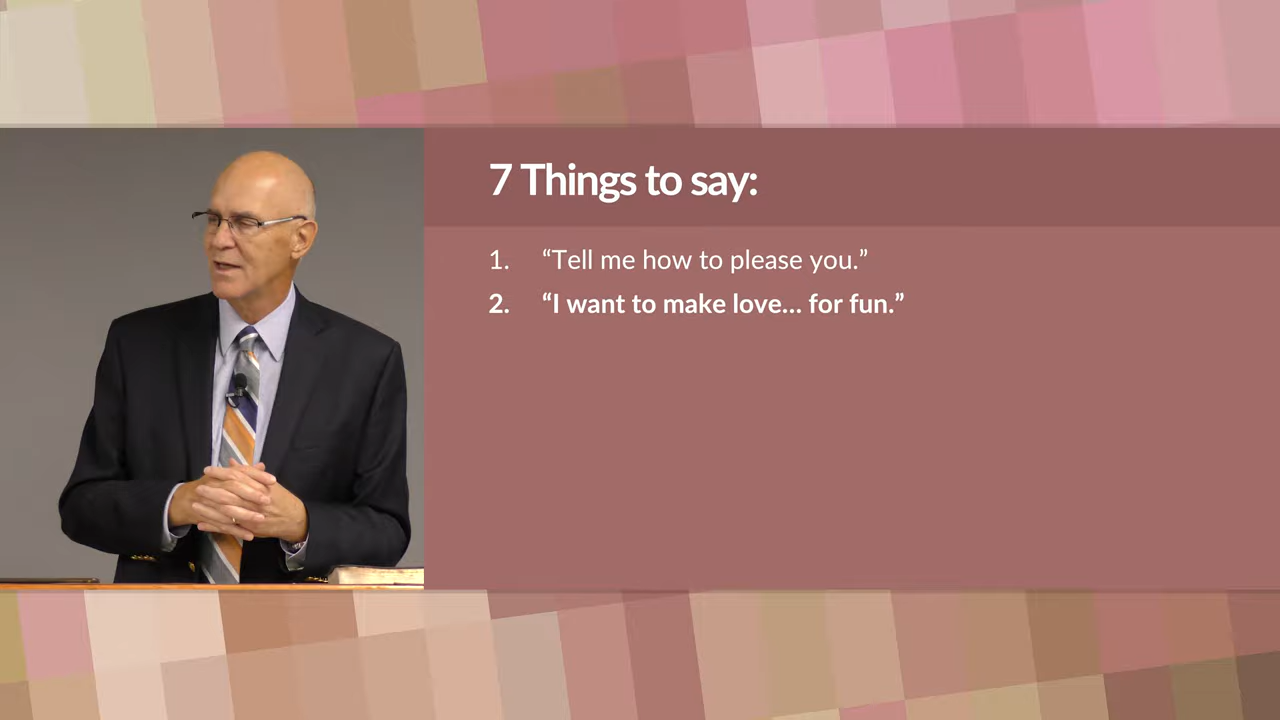 7 Things to say:
1. “Tell me how to please you.”
2. “I want to make love... for fun.”